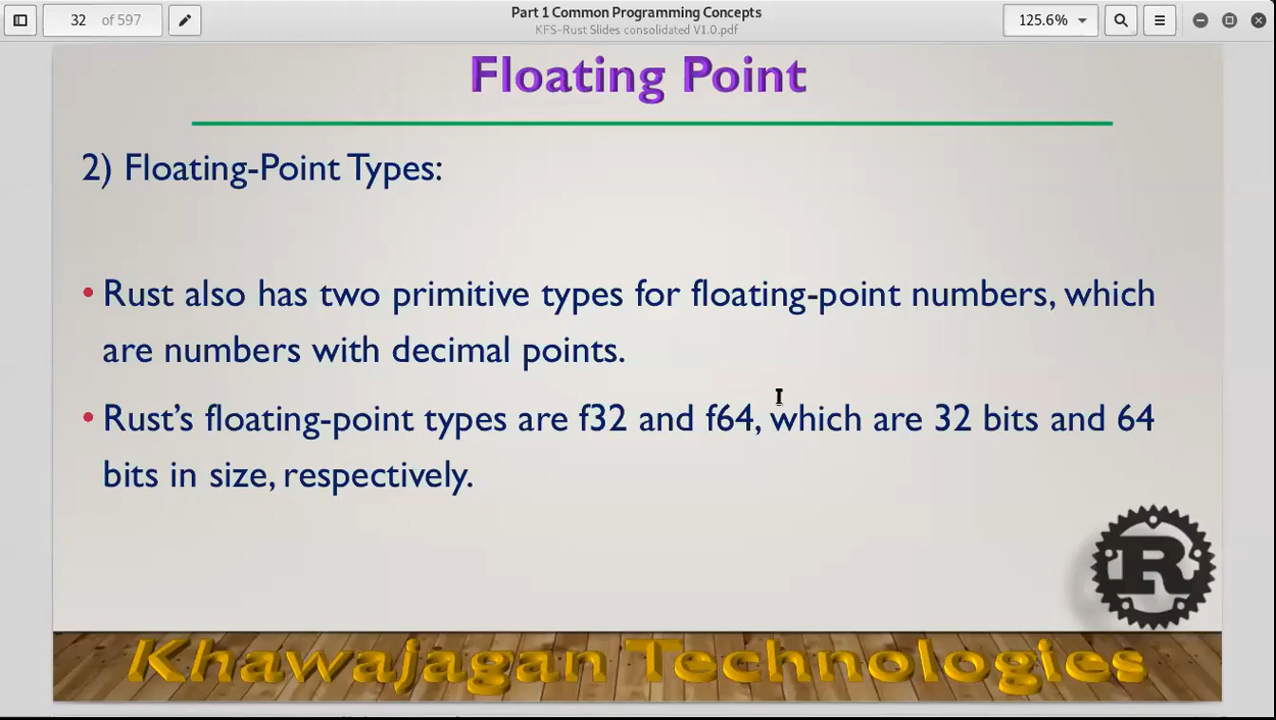 32 of 597
Part 1 Common Programming Concepts
KFS-Rust Slides consolidated V1.0.pdf
125.6%
Floating Point
2) Floating-Point Types:
• Rust also has two primitive types for floating-point numbers, which
are numbers with decimal points.
• Rust’s floating-point types are f32 and f64, which are 32 bits and 64
bits in size, respectively.
R
Khawajagan Technologies